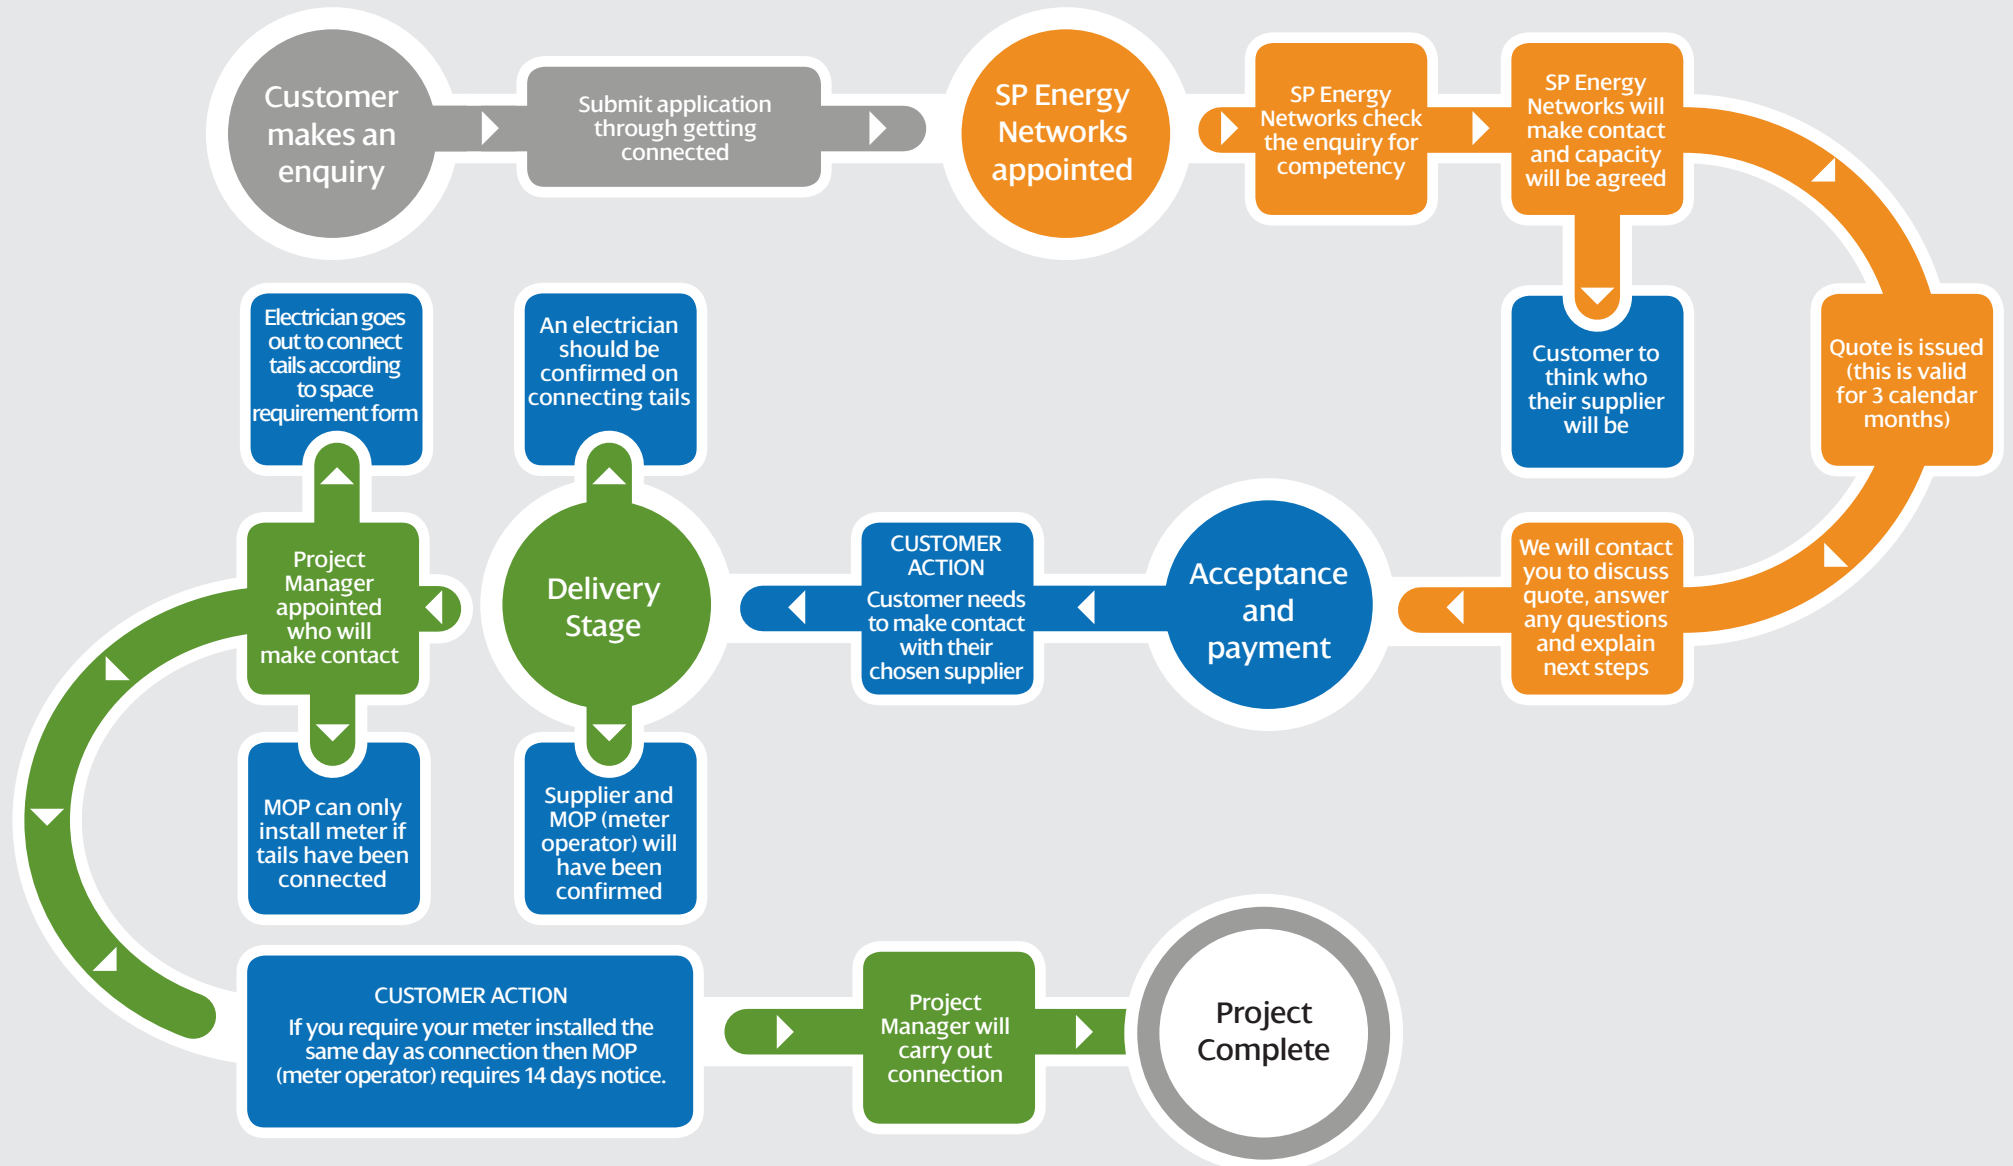 Customer
makes an
enquiry
Submit application
through getting
connected
SP Energy
Networks
appointed
SP Energy
Networks check
the enquiry for
competency
SP Energy
Networks will
make contact
and capacity
will be agreed
Customer to
think who
their supplier
will be
Quote is issued
(this is valid
for 3 calendar
months)
We will contact
you to discuss
quote, answer
any questions
and explain
next steps
Acceptance
and
payment
CUSTOMER
ACTION
Customer needs
to make contact
with their
chosen supplier
Delivery
Stage
An electrician
should be
confirmed on
connecting tails
Supplier and
MOP (meter
operator) will
have been
confirmed
Project
Manager
appointed
who will
make contact
Electrician goes
out to connect
tails according
to space
requirement form
MOP can only
install meter if
tails have been
connected
CUSTOMER ACTION
If you require your meter installed the
same day as connection then MOP
(meter operator) requires 14 days notice.
Project
Manager will
carry out
connection
Project
Complete